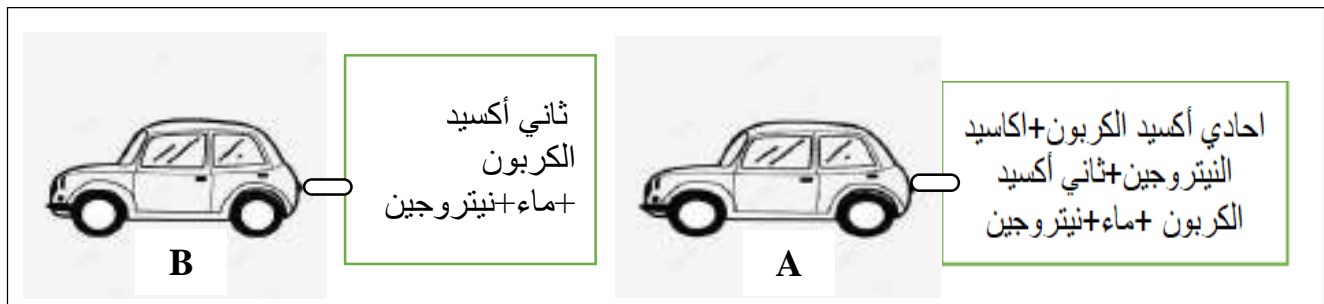 احادي أكسيد الكربون+اكاسيد
النيتروجين+ثاني أكسيد
الكربون +ماء+نيتروجين
A
ثاني أكسيد
الكربون
+ماء+نيتروجين
B